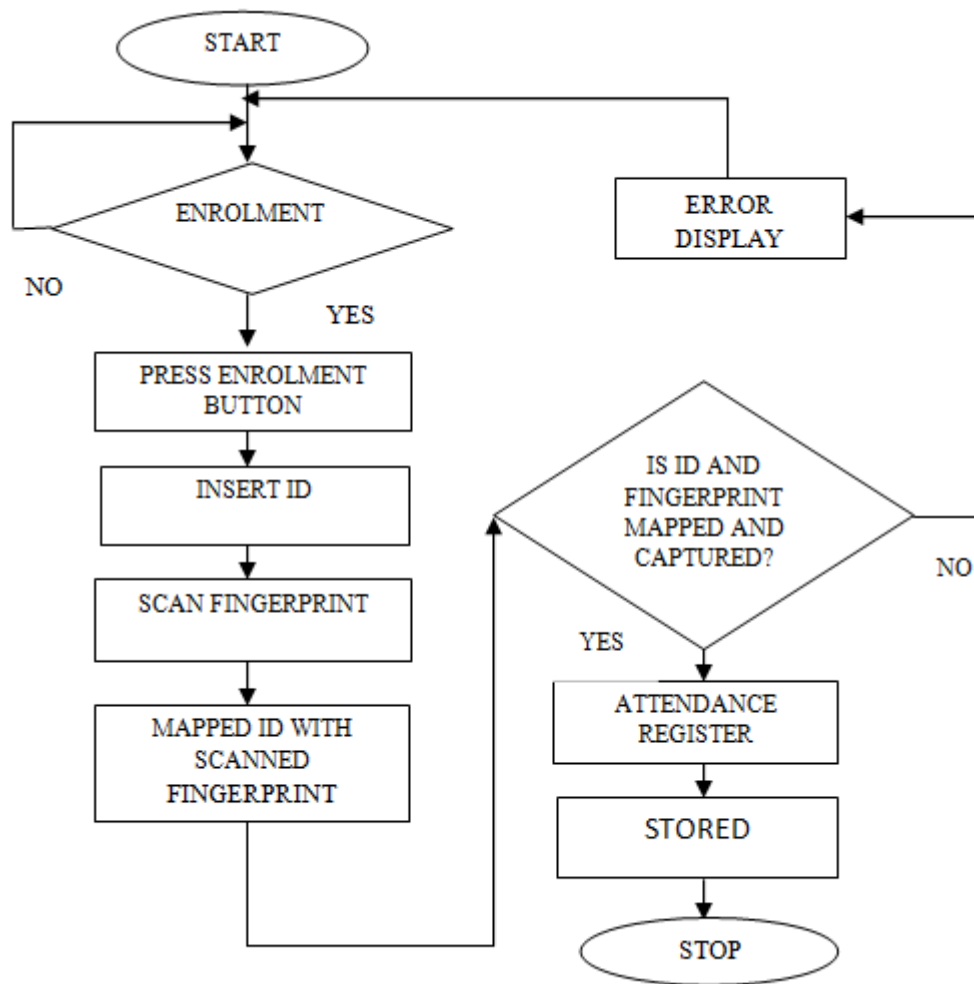 START
ENROLMENT
NO
YES
PRESS ENROLMENT
BUTTON
INSERT ID
SCAN FINGERPRINT
MAPPED ID WITH
SCANNED
FINGERPRINT
ERROR
DISPLAY
IS ID AND
FINGERPRINT
MAPPED AND
CAPTURED?
NO
YES
ATTENDANCE
REGISTER
STORED
STOP